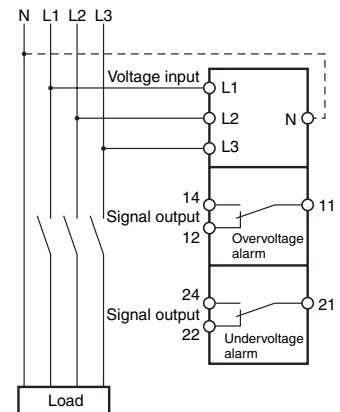 N L1 L2 L3
Voltage input
L1
L2
N
L3
14
11
Signal output
12
Overvoltage
alarm
24
21
Signal output
22
Undervoltage
alarm
Load